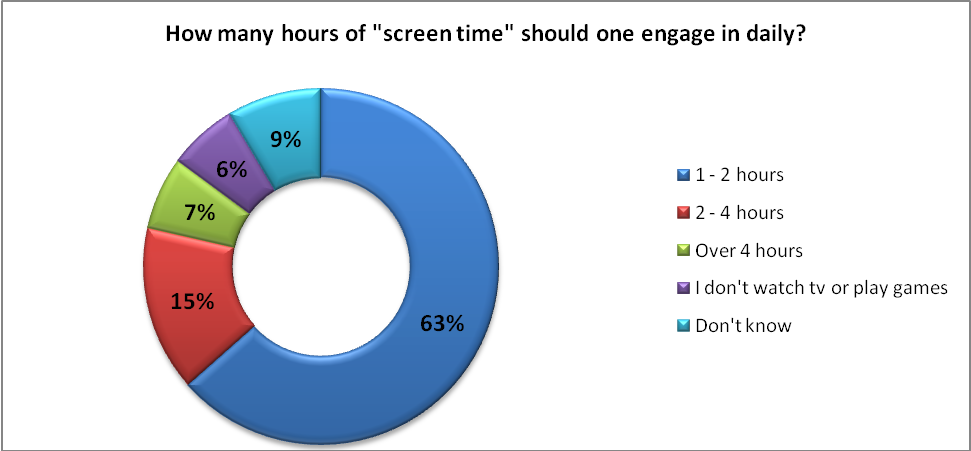 How many hours of "screen time" should one engage in daily?
9%
6%
7%
15%
63%
1 - 2 hours
2 - 4 hours
Over 4 hours
I don't watch tv or play games
Don't know